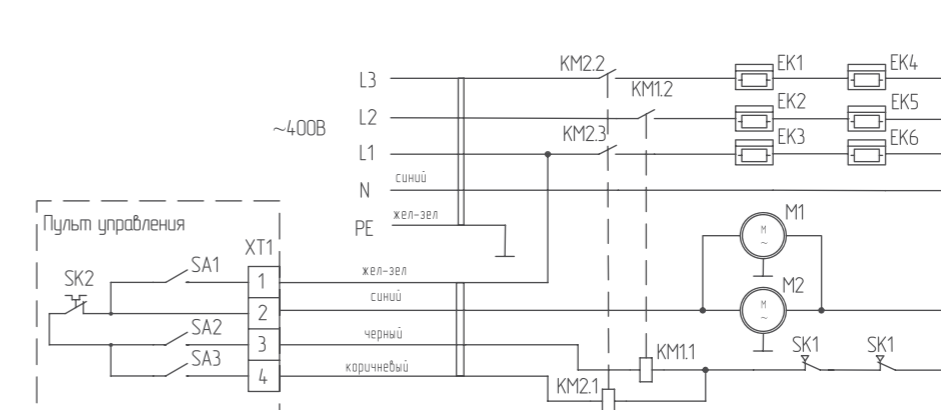 KM2.2
EK1
EK4
L3
KM1.2
~400В
L2
EK2
EK5
KM2.3
L1
EK3
EK6
синий
N
жел-зел
PE
M1
M
~
Пульт управления
XT1
SA1
жел-зел
1
SK2
синий
2
M2
M
~
SA2
черный
3
SK1
SK1
SA3
коричневый
4
KM1.1
KM2.1